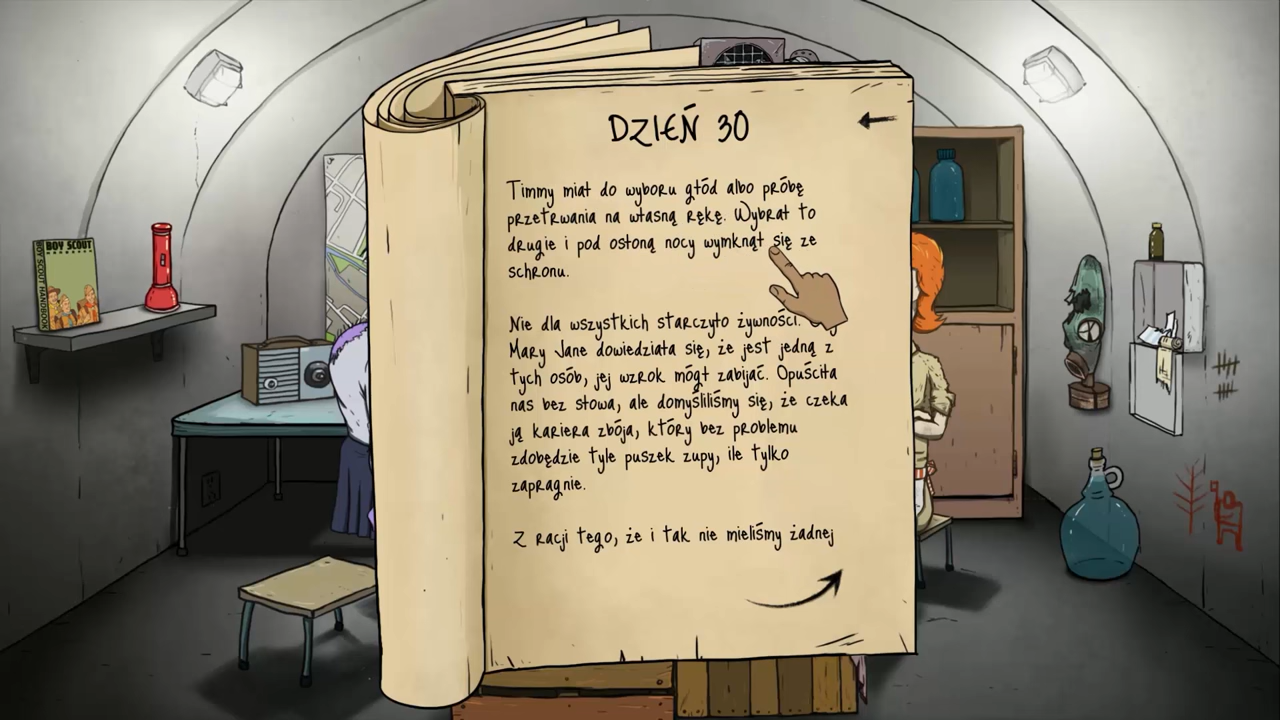 DZIEŃ 30
Timmy miał do wyboru głód albo próbę
przetrwania na własną rękę. Wybrał to
drugie i pod osłoną nocy wymknął się ze
schronu.
Nie dla wszystkich starczyło żywności.
Mary Jane dowiedziała się, że jest jedną z
tych osób, jej wzrok mógł zabijać. Opuściła
nas bez słowa, ale domyśliliśmy się, że czeka
ją kariera zbója, który bez problemu
zdobędzie tyle puszek zupy, ile tylko
zapragnie.
Z racji tego, że i tak nie mieliśmy żadnej
BOY SCOUT
BOY SCOUT HANDBOOK